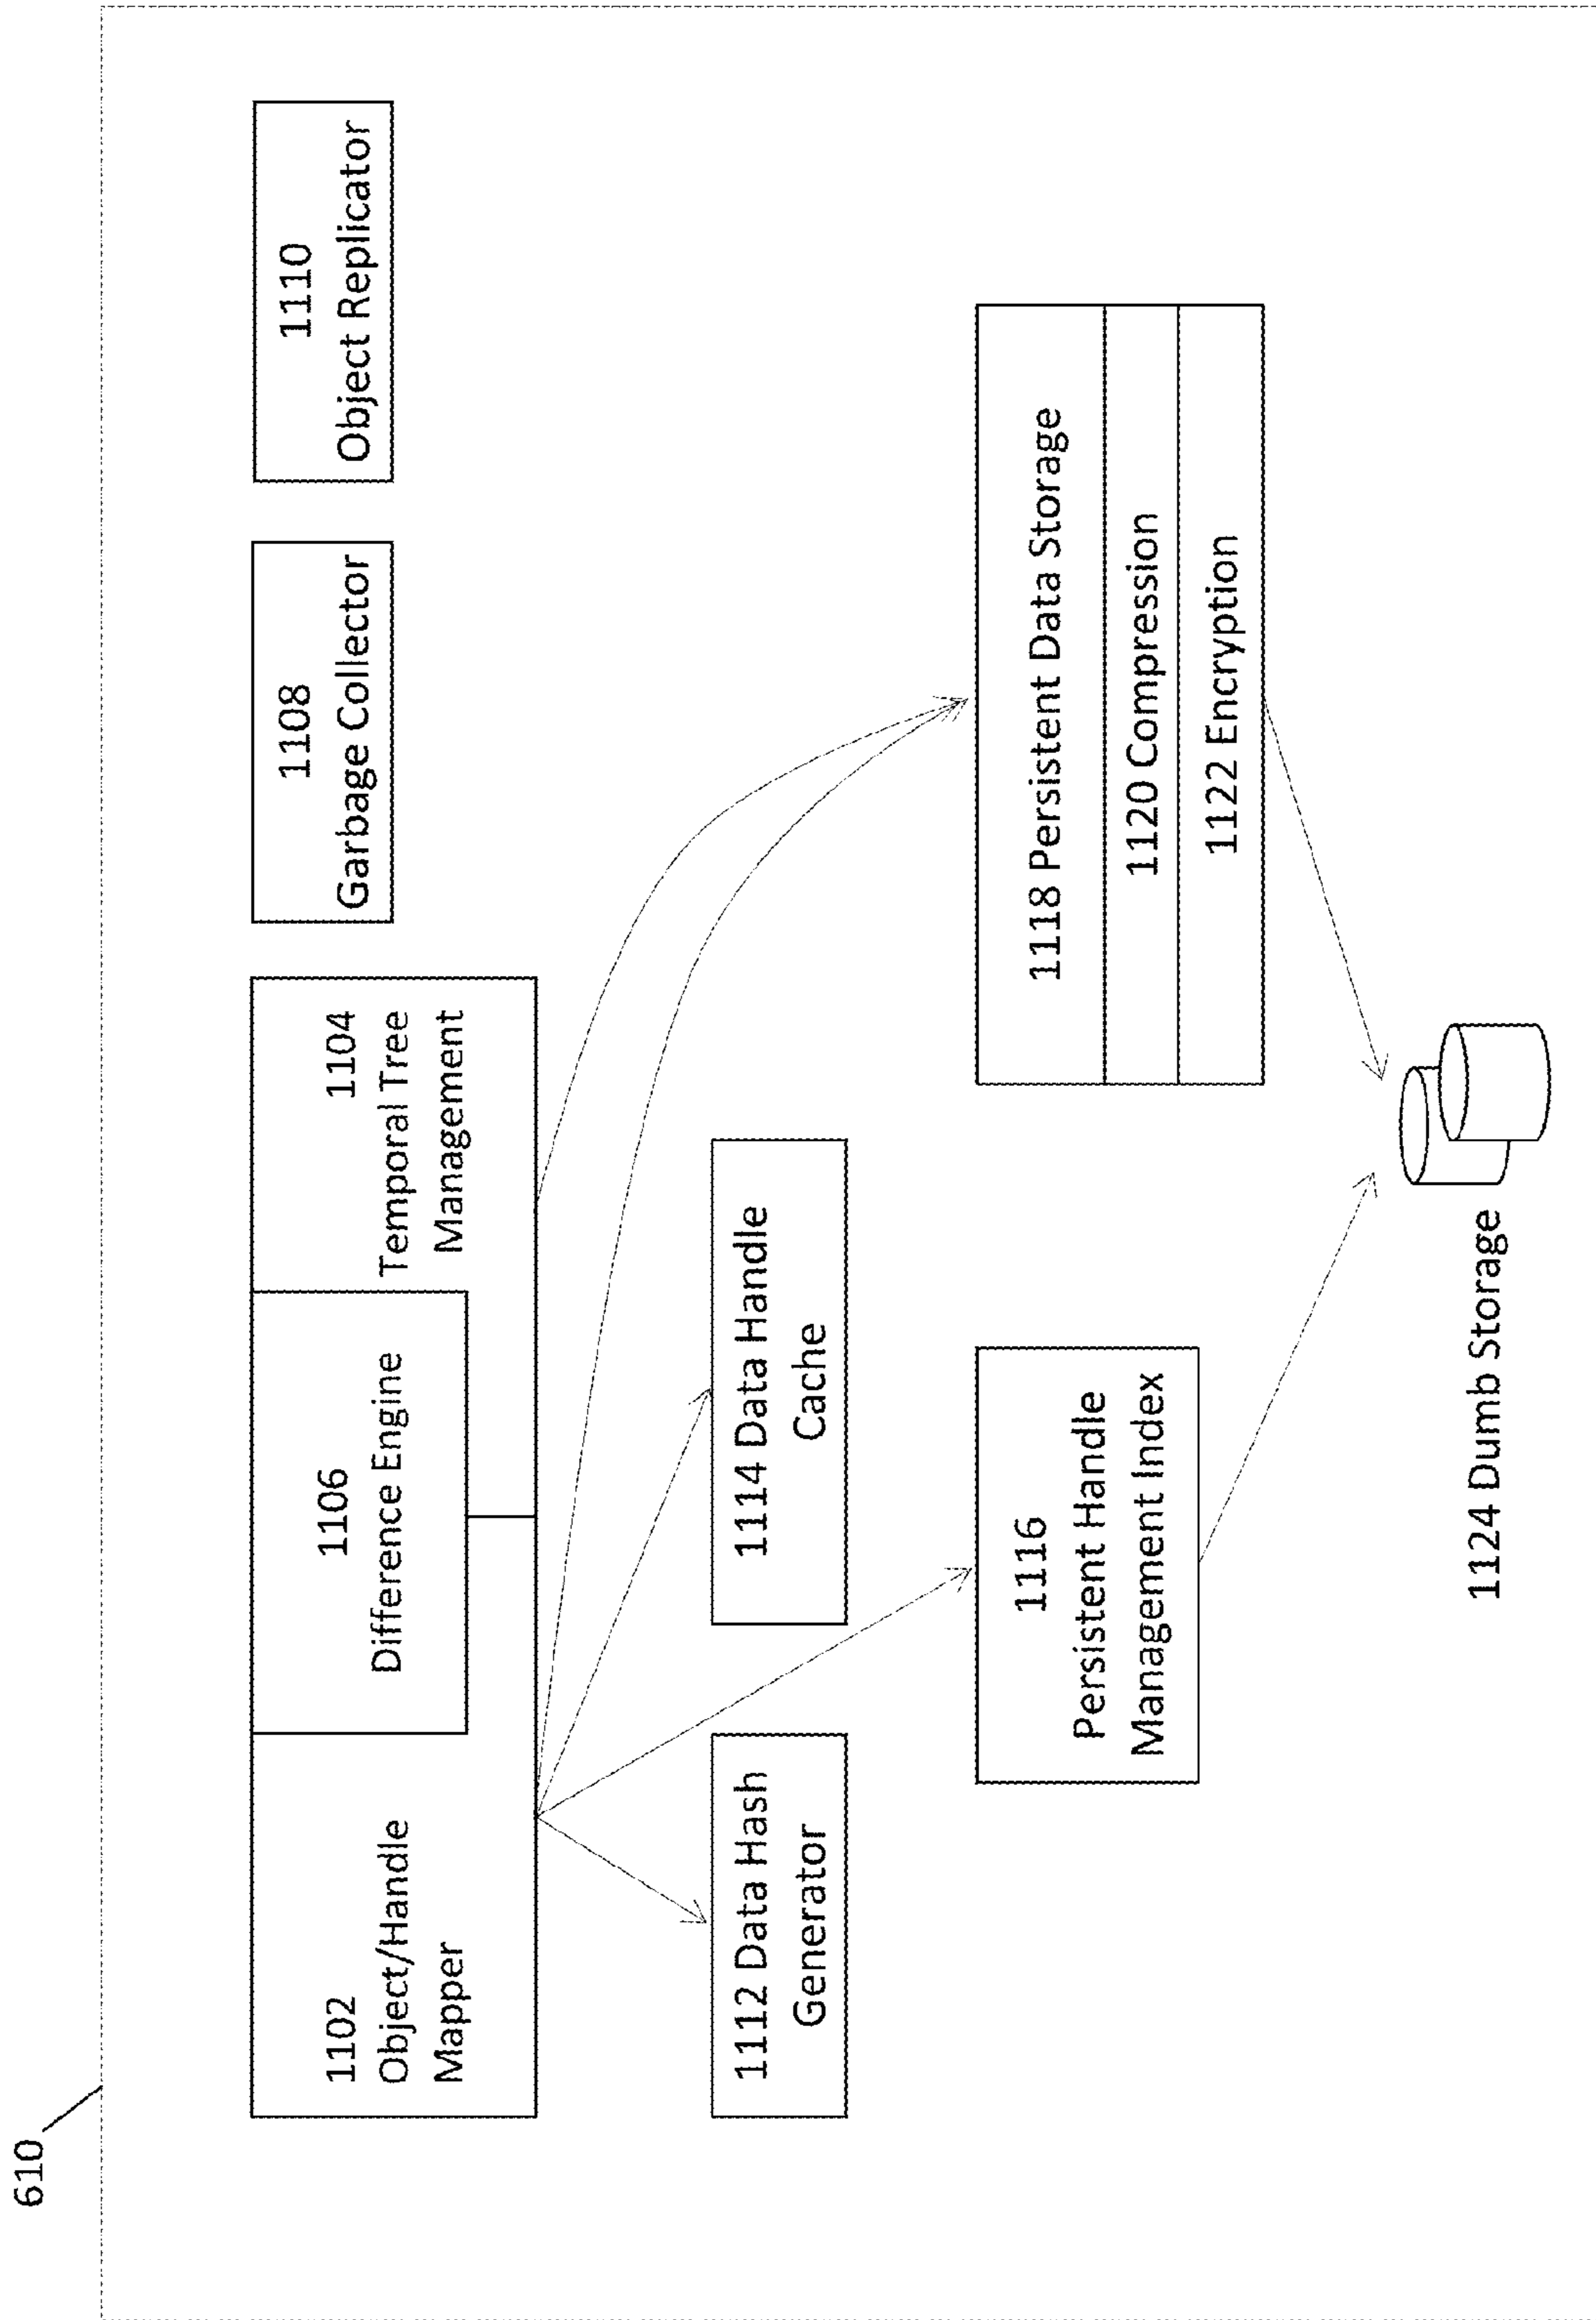 610
1102
Object/Handle
Mapper
1106
Difference Engine
1104
Temporal Tree
Management
1108
Garbage Collector
1110
Object Replicator
1112 Data Hash
Generator
1114 Data Handle
Cache
1116
Persistent Handle
Management Index
1118 Persistent Data Storage
1120 Compression
1122 Encryption
1124 Dumb Storage